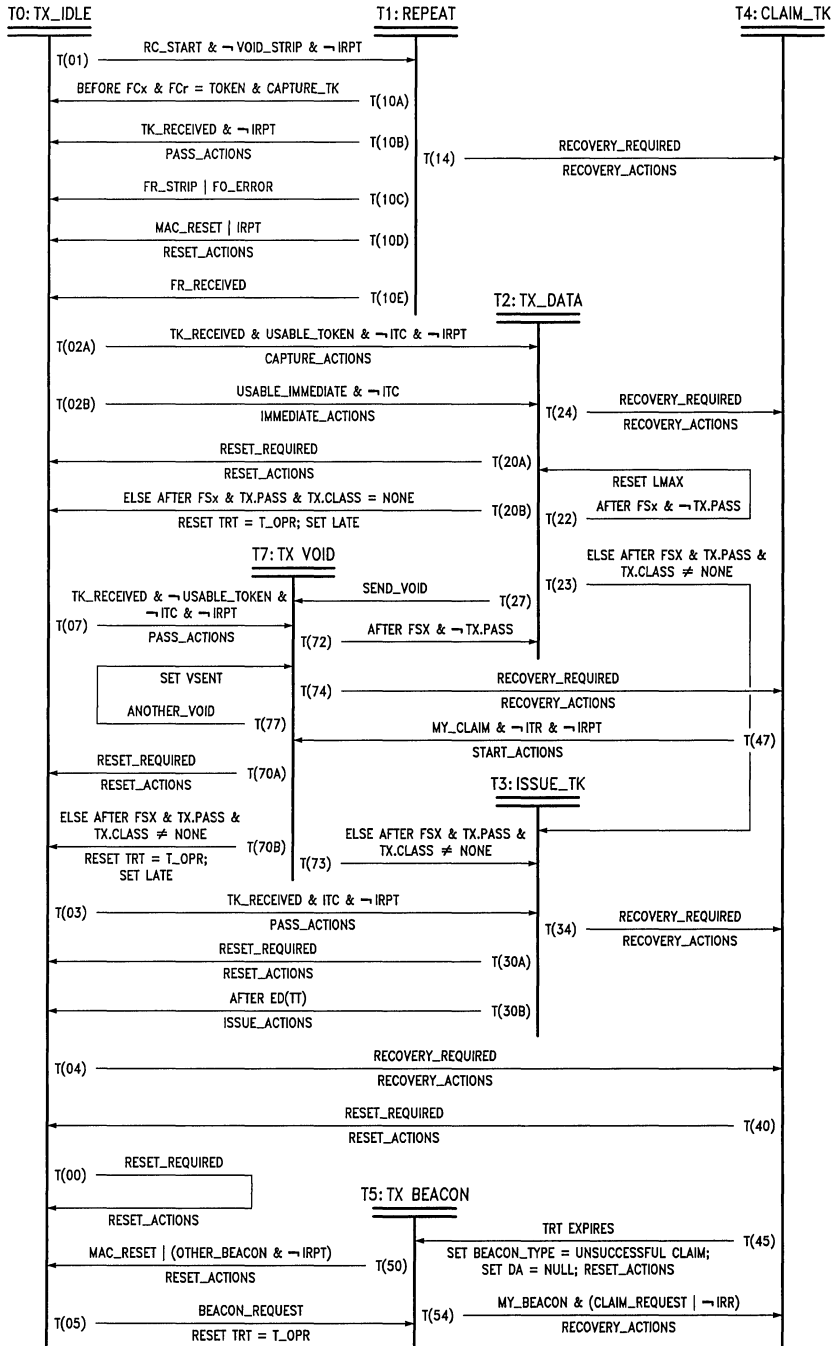 T0: TX_IDLE
T1: REPEAT
T4: CLAIM_TK
T(01)
RC_START & ¬ VOID_STRIP & ¬ IRPT
BEFORE FCx & FCr = TOKEN & CAPTURE_TK
T(10A)
TK_RECEIVED & ¬ IRPT
PASS_ACTIONS
T(10B)
T(14)
RECOVERY_REQUIRED
RECOVERY_ACTIONS
FR_STRIP | FO_ERROR
T(10C)
MAC_RESET | IRPT
RESET_ACTIONS
T(10D)
FR_RECEIVED
T(10E)
T2: TX_DATA
T(02A)
TK_RECEIVED & USABLE_TOKEN & ¬ ITC & ¬ IRPT
CAPTURE_ACTIONS
T(02B)
USABLE_IMMEDIATE & ¬ ITC
IMMEDIATE_ACTIONS
T(24)
RECOVERY_REQUIRED
RECOVERY_ACTIONS
RESET_REQUIRED
RESET_ACTIONS
T(20A)
RESET LMAX
AFTER FSx & ¬ TX.PASS
T(22)
ELSE AFTER FSx & TX.PASS & TX.CLASS = NONE
RESET TRT = T_OPR; SET LATE
T(20B)
T7: TX VOID
ELSE AFTER FSX & TX.PASS &
TX.CLASS ≠ NONE
T(23)
TK_RECEIVED & ¬ USABLE_TOKEN &
¬ ITC & ¬ IRPT
T(07)
PASS_ACTIONS
SEND_VOID
T(27)
T(72)
AFTER FSX & ¬ TX.PASS
SET VSENT
ANOTHER_VOID
T(77)
T(74)
RECOVERY_REQUIRED
RECOVERY_ACTIONS
MY_CLAIM & ¬ ITR & ¬ IRPT
START_ACTIONS
T(47)
RESET_REQUIRED
RESET_ACTIONS
T(70A)
T3: ISSUE_TK
ELSE AFTER FSX & TX.PASS &
TX.CLASS ≠ NONE
T(70B)
RESET TRT = T_OPR;
SET LATE
ELSE AFTER FSX & TX.PASS &
TX.CLASS ≠ NONE
T(73)
T(03)
TK_RECEIVED & ITC & ¬ IRPT
PASS_ACTIONS
T(34)
RECOVERY_REQUIRED
RECOVERY_ACTIONS
RESET_REQUIRED
RESET_ACTIONS
T(30A)
AFTER ED(TT)
ISSUE_ACTIONS
T(30B)
T(04)
RECOVERY_REQUIRED
RECOVERY_ACTIONS
RESET_REQUIRED
RESET_ACTIONS
T(40)
T(00)
RESET_REQUIRED
RESET_ACTIONS
T5: TX BEACON
TRT EXPIRES
T(45)
SET BEACON_TYPE = UNSUCCESSFUL CLAIM;
SET DA = NULL; RESET_ACTIONS
MAC_RESET | (OTHER_BEACON & ¬ IRPT)
RESET_ACTIONS
T(50)
T(05)
BEACON_REQUEST
RESET TRT = T_OPR
T(54)
MY_BEACON & (CLAIM_REQUEST | ¬ IRR)
RECOVERY_ACTIONS